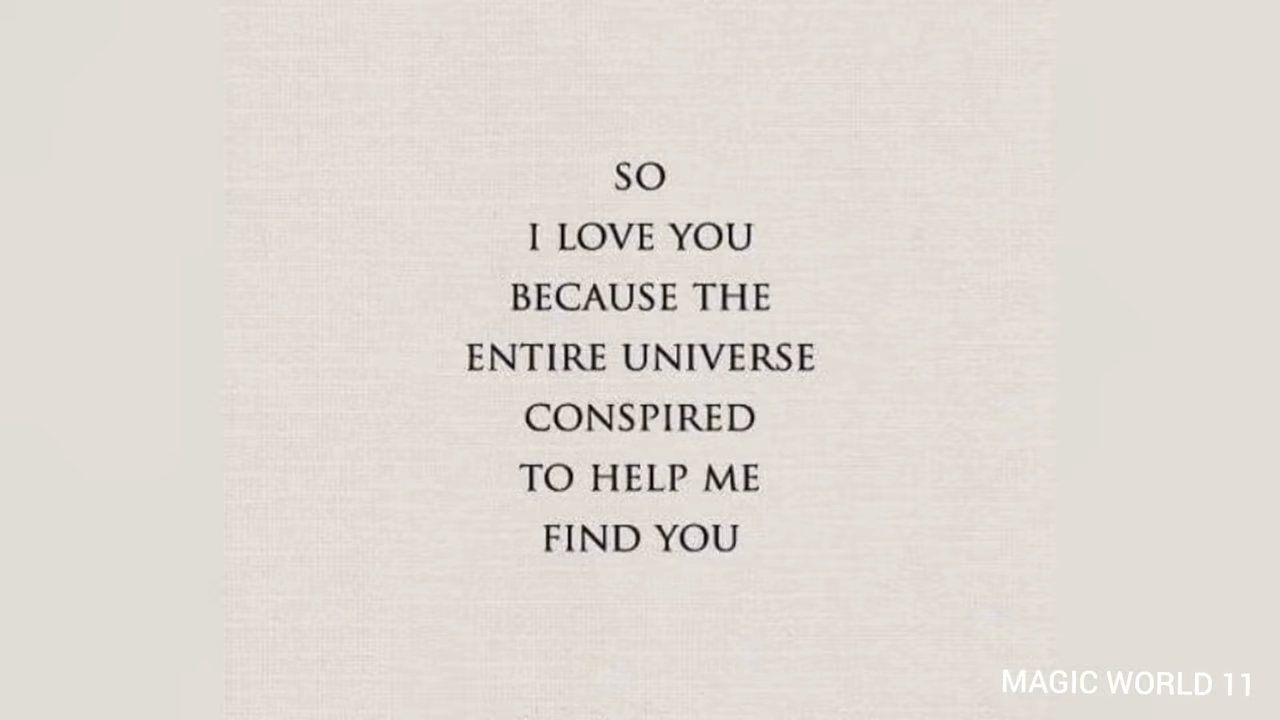 SO
I LOVE YOU
BECAUSE THE
ENTIRE UNIVERSE
CONSPIRED
TO HELP ME
FIND YOU
MAGIC WORLD 11